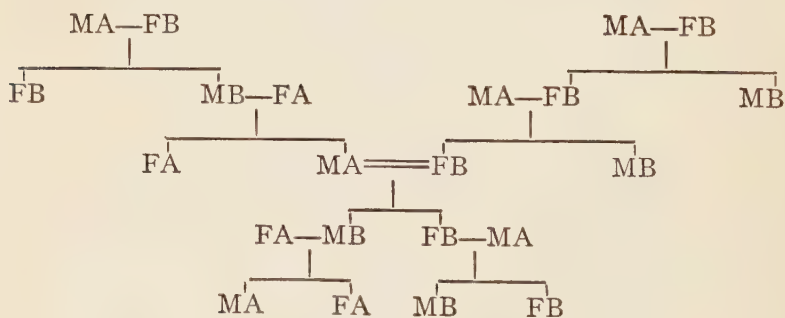 MA—FB MA—FB
FB MB—FA MA—FB MB
FA MA══FB MB
FA—MB FB—MA
MA FA MB FB